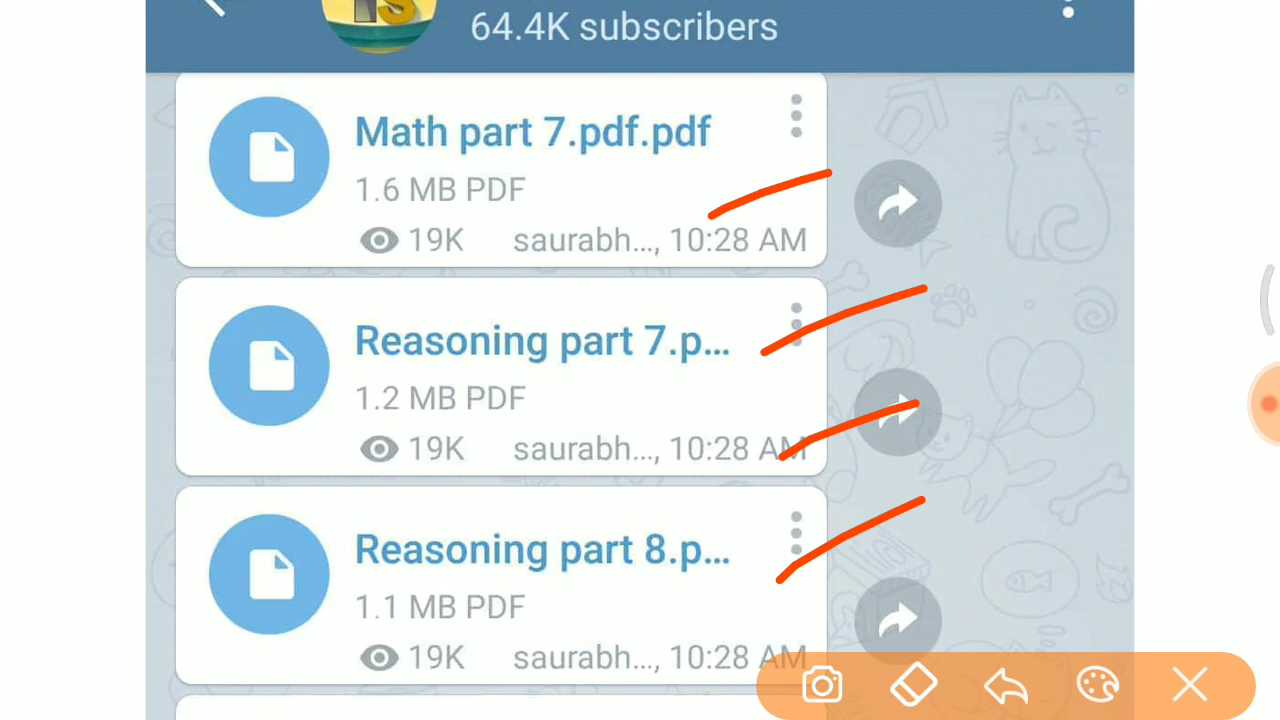 64.4K subscribers
Math part 7.pdf.pdf
1.6 MB PDF
19K saurabh..., 10:28 AM
Reasoning part 7.p...
1.2 MB PDF
19K saurabh..., 10:28 AM
Reasoning part 8.p...
1.1 MB PDF
19K saurabh..., 10:28 AM